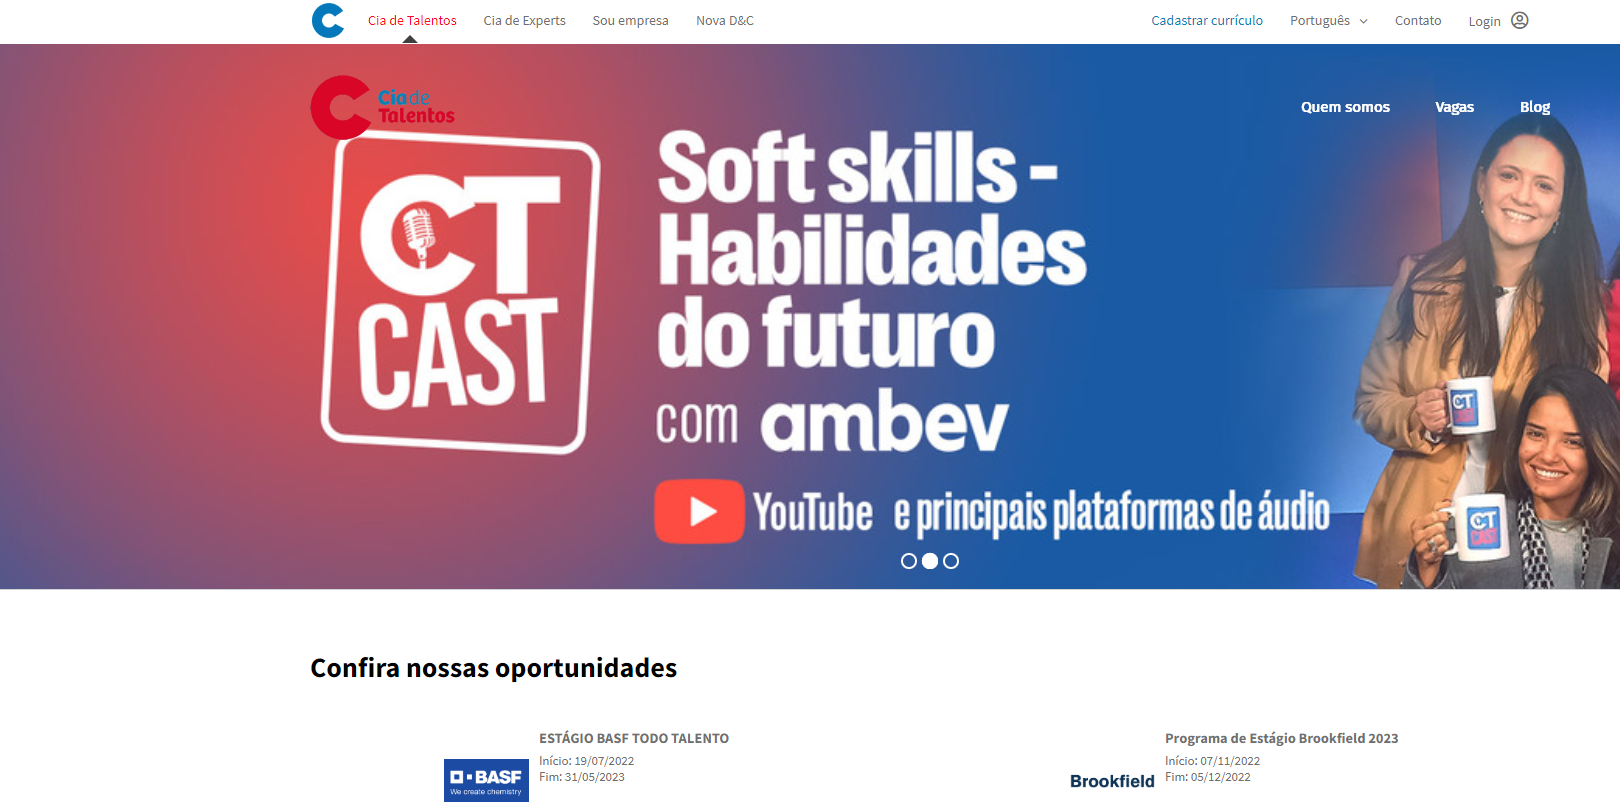 Cia de Talentos
Cia de Experts
Sou empresa
Nova D&C
Cadastrar currículo
Português
Contato
Login
Cia de
Talentos
Quem somos
Vagas
Blog
CT
CAST
Soft skills -
Habilidades
do futuro
com ambev
YouTube e principais plataformas de áudio
CT
CAST
CT
CAST
Confira nossas oportunidades
BASF
We create chemistry
ESTÁGIO BASF TODO TALENTO
Início: 19/07/2022
Fim: 31/05/2023
Brookfield
Programa de Estágio Brookfield 2023
Início: 07/11/2022
Fim: 05/12/2022